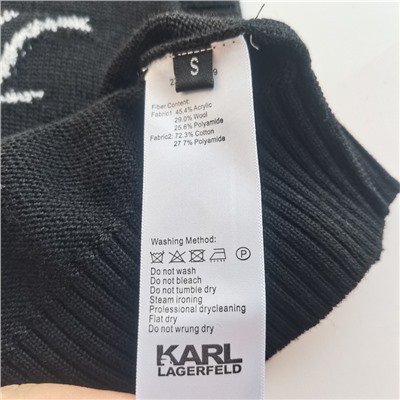 S
Fiber Content:
Fabric1: 45.4% Acrylic
29.0% Wool
25.6% Polyamide
Fabric2: 72.3% Cotton
27.7% Polyamide
Washing Method:
P
Do not wash
Do not bleach
Do not tumble dry
Steam ironing
Professional drycleaning
Flat dry
Do not wrung dry
KARL
LAGERFELD